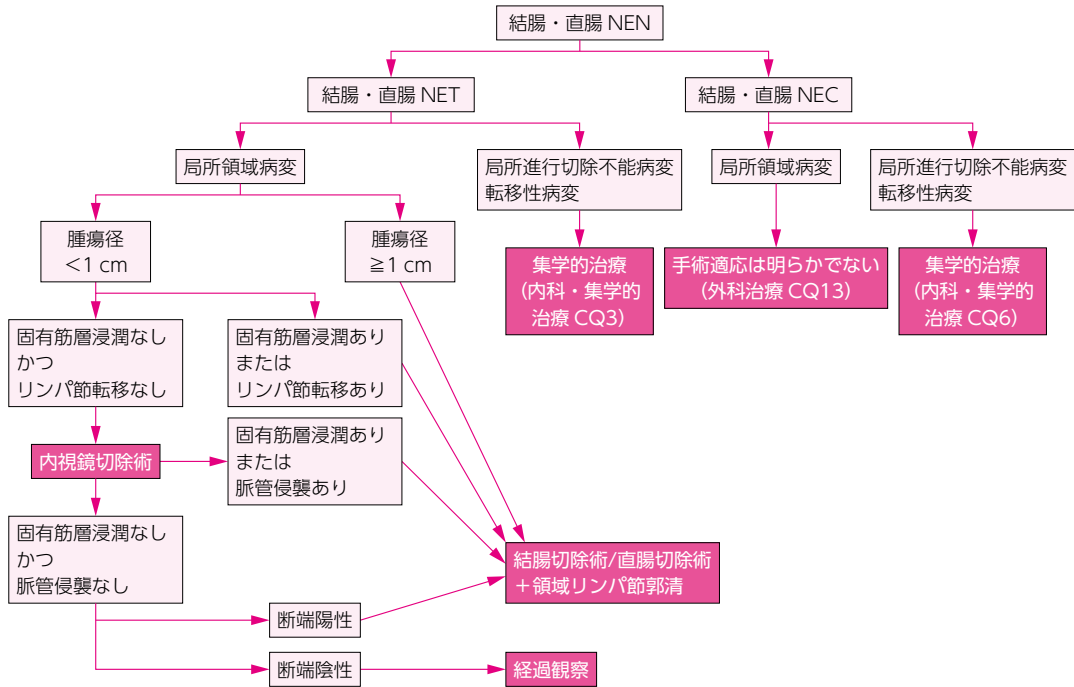 結腸・直腸 NEN
結腸・直腸 NET
結腸・直腸 NEC
局所領域病変
局所進行切除不能病変
転移性病変
局所領域病変
局所進行切除不能病変
転移性病変
腫瘍径
<1 cm
腫瘍径
≧1 cm
集学的治療
(内科・集学的
治療 CQ3)
手術適応は明らかでない
(外科治療 CQ13)
集学的治療
(内科・集学的
治療 CQ6)
固有筋層浸潤なし
かつ
リンパ節転移なし
固有筋層浸潤あり
または
リンパ節転移あり
内視鏡切除術
固有筋層浸潤あり
または
脈管侵襲あり
固有筋層浸潤なし
かつ
脈管侵襲なし
結腸切除術/直腸切除術
+領域リンパ節郭清
断端陽性
断端陰性
経過観察